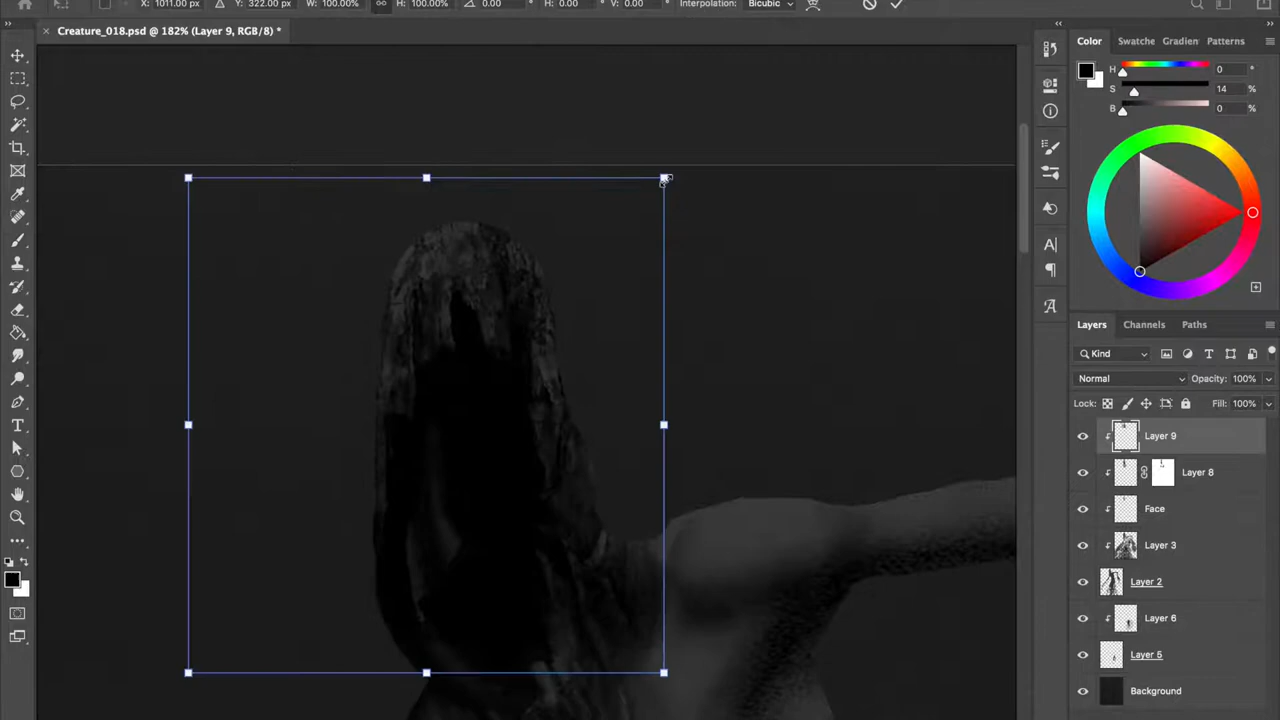 X: 1011.00 px Y: 322.00 px W: 100.00% H: 100.00% 0.00 ° H: 0.00 ° V: 0.00 ° Interpolation: Bicubic
× Creature_018.psd @ 182% (Layer 9, RGB/8) *
Color Swatche Gradien Patterns
H 0 °
S 14 %
B 0 %
Layers Channels Paths
Kind
Normal Opacity: 100%
Lock: Fill: 100%
Layer 9
Layer 8
Face
Layer 3
Layer 2
Layer 6
Layer 5
Background